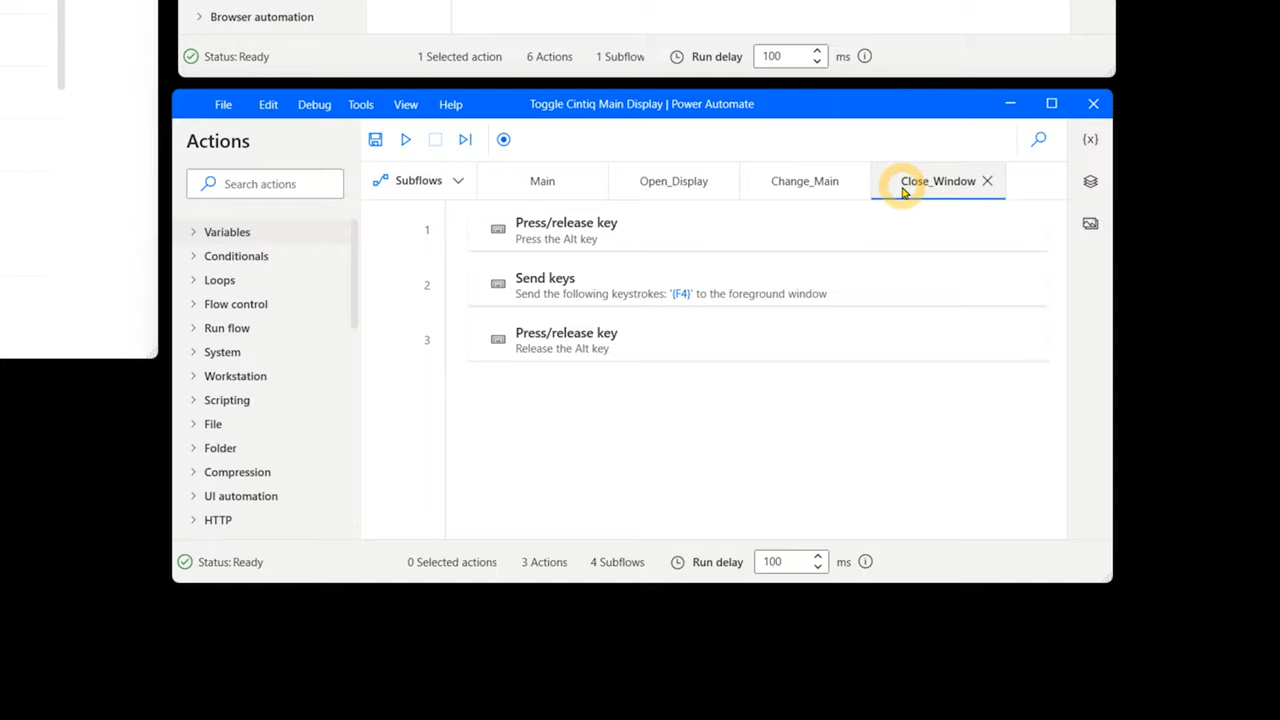 Browser automation
Status: Ready
1 Selected action
6 Actions
1 Subflow
Run delay
100
ms
File
Edit
Debug
Tools
View
Help
Toggle Cintiq Main Display | Power Automate
Actions
Search actions
Subflows
Main
Open_Display
Change_Main
Close_Window
Variables
Conditionals
Loops
Flow control
Run flow
System
Workstation
Scripting
File
Folder
Compression
UI automation
HTTP
1
Press/release key
Press the Alt key
2
Send keys
Send the following keystrokes: '{F4}' to the foreground window
3
Press/release key
Release the Alt key
{x}
Status: Ready
0 Selected actions
3 Actions
4 Subflows
Run delay
100
ms